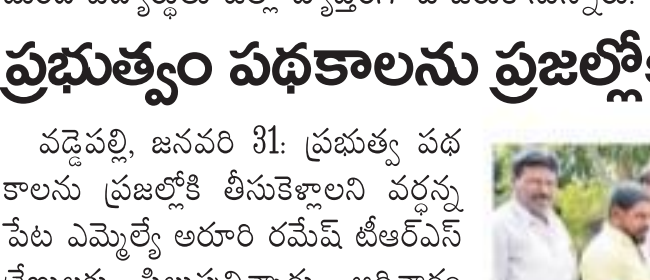 ప్రభుత్వం పథకాలను ప్రజల్లోకి
వడ్డెపల్లి, జనవరి 31: ప్రభుత్వ పథ
కాలను ప్రజల్లోకి తీసుకెళ్లాలని వర్ధన్న
పేట ఎమ్మెల్యే అరూరి రమేష్ టీఆర్ఎస్